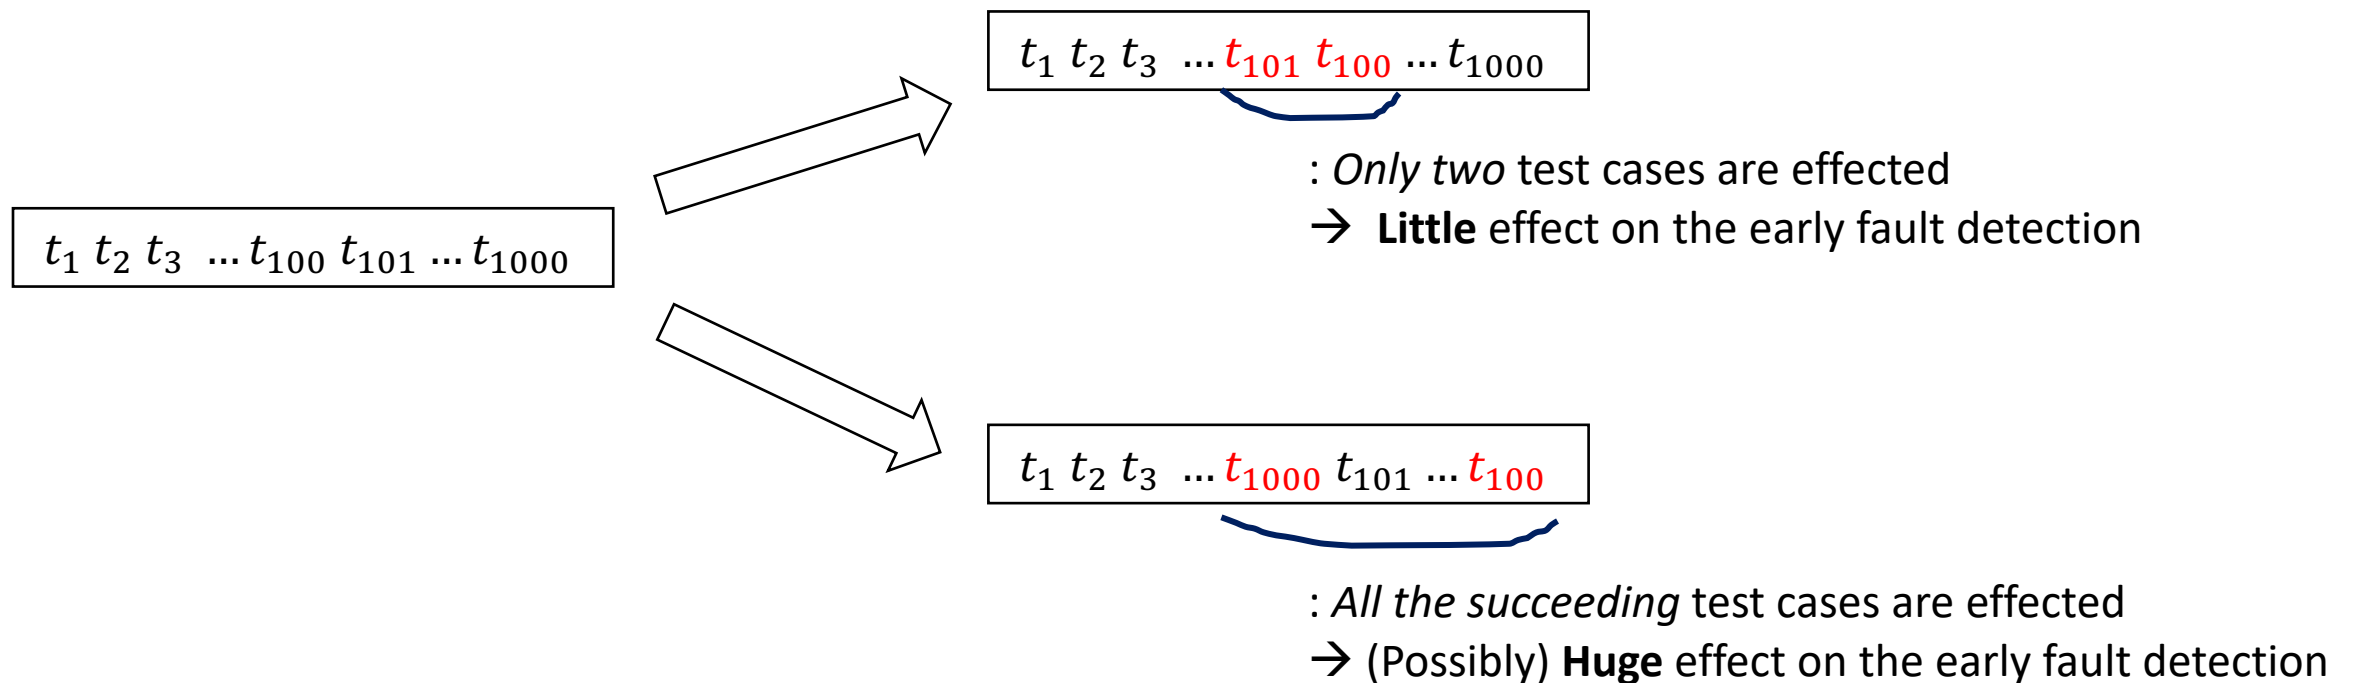 t₁ t₂ t₃ ... t₁₀₁ t₁₀₀ ... t₁₀₀₀
: Only two test cases are effected
→ Little effect on the early fault detection
t₁ t₂ t₃ ... t₁₀₀ t₁₀₁ ... t₁₀₀₀
t₁ t₂ t₃ ... t₁₀₀₀ t₁₀₁ ... t₁₀₀
: All the succeeding test cases are effected
→ (Possibly) Huge effect on the early fault detection